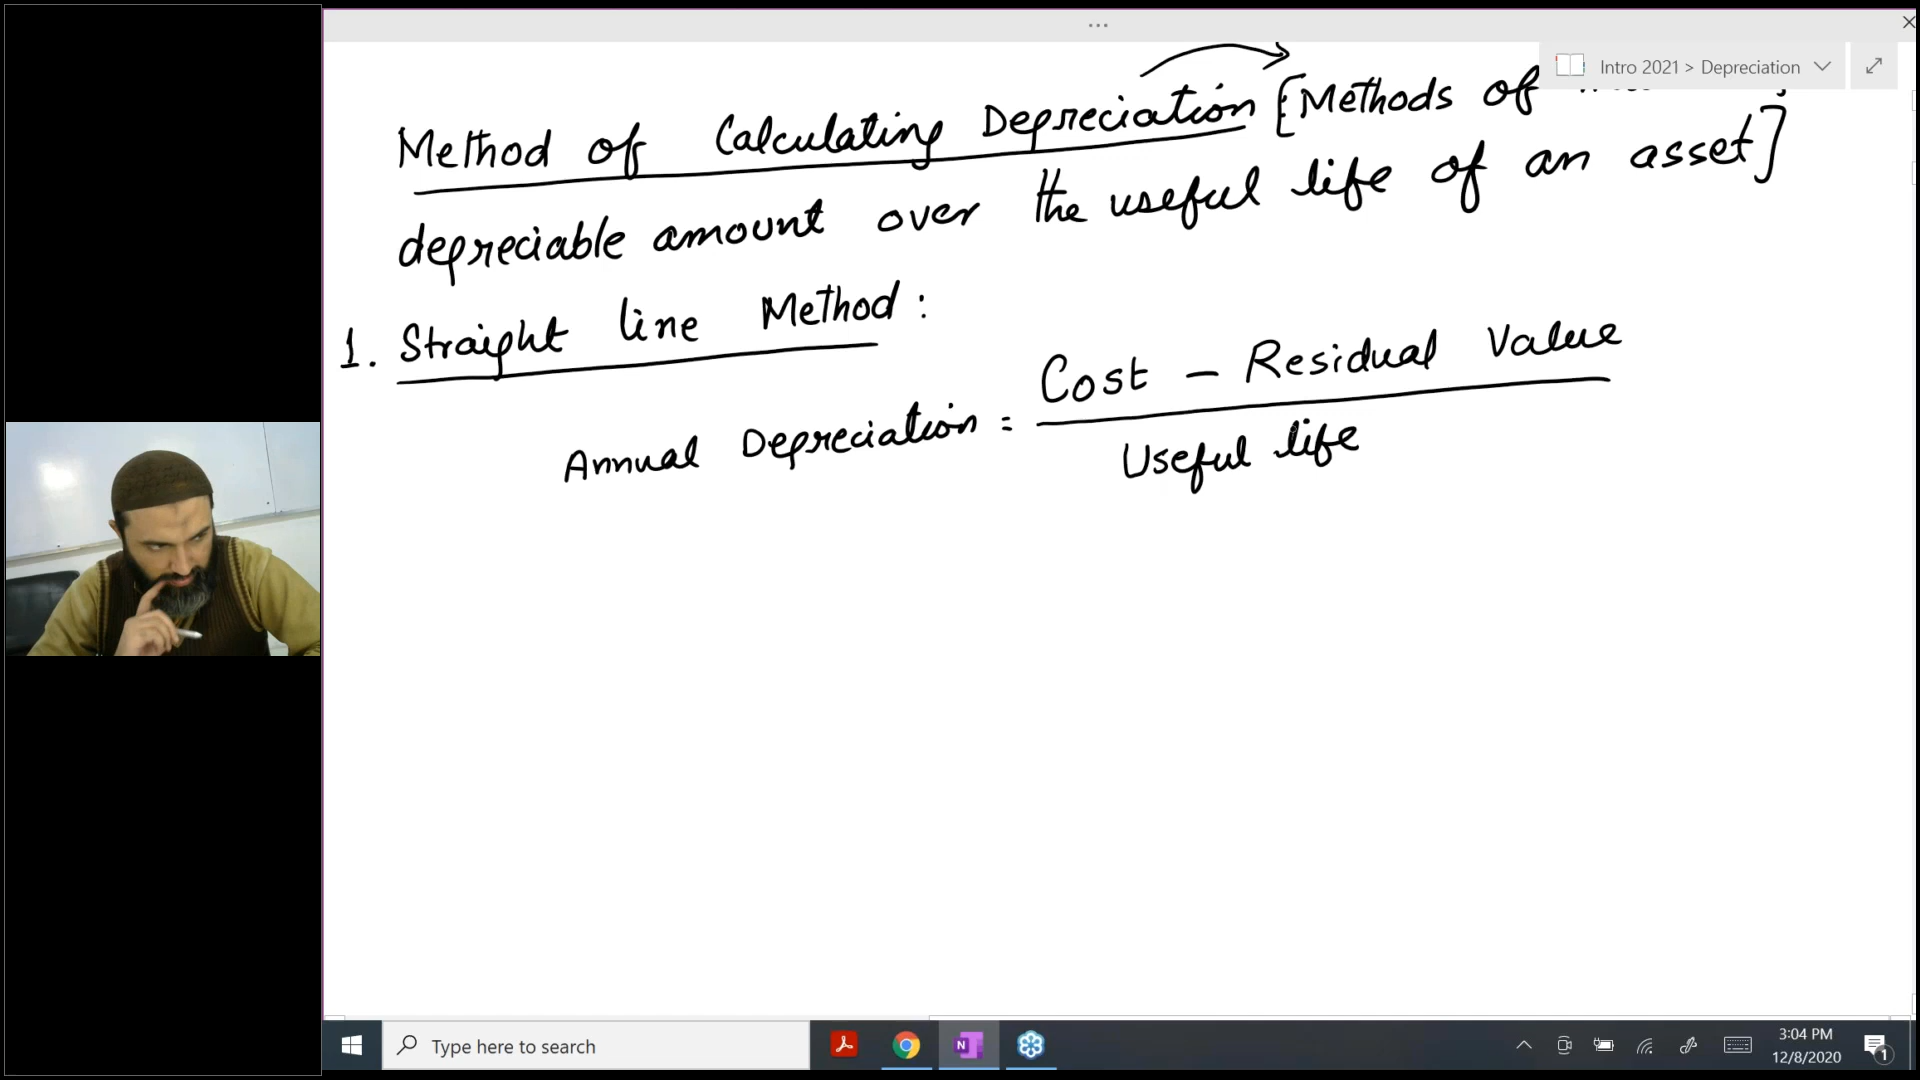 ...
Intro 2021 > Depreciation
Method of Calculating Depreciation [Methods of
depreciable amount over the useful life of an asset]
1. Straight line Method :
Annual Depreciation = Cost - Residual Value
Useful life
Type here to search
N
3:04 PM
12/8/2020
1